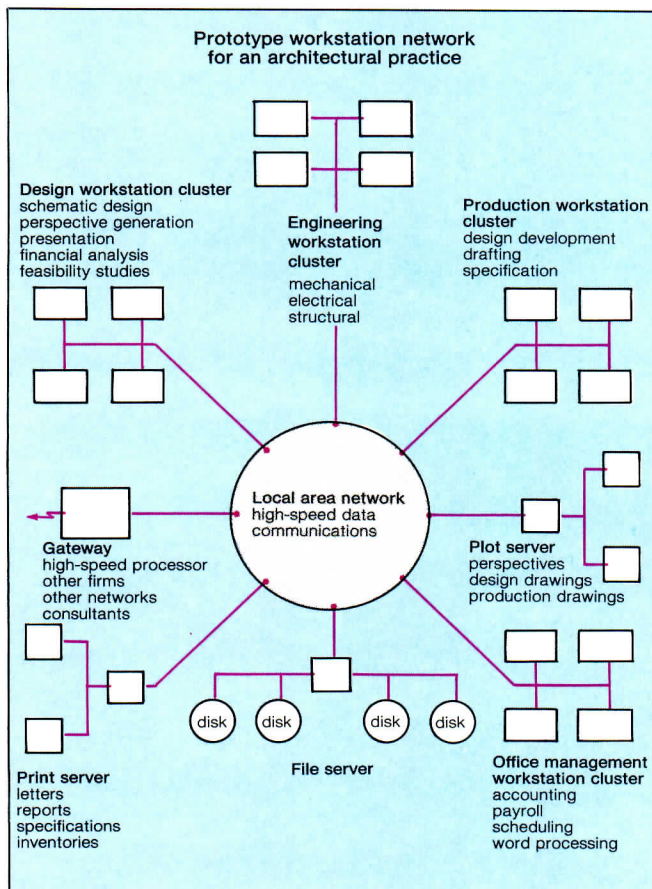 Prototype workstation network
for an architectural practice
Design workstation cluster
schematic design
perspective generation
presentation
financial analysis
feasibility studies
Engineering
workstation
cluster
mechanical
electrical
structural
Production workstation
cluster
design development
drafting
specification
Local area network
high-speed data
communications
Gateway
high-speed processor
other firms
other networks
consultants
Plot server
perspectives
design drawings
production drawings
Print server
letters
reports
specifications
inventories
disk
disk
disk
disk
File server
Office management
workstation cluster
accounting
payroll
scheduling
word processing